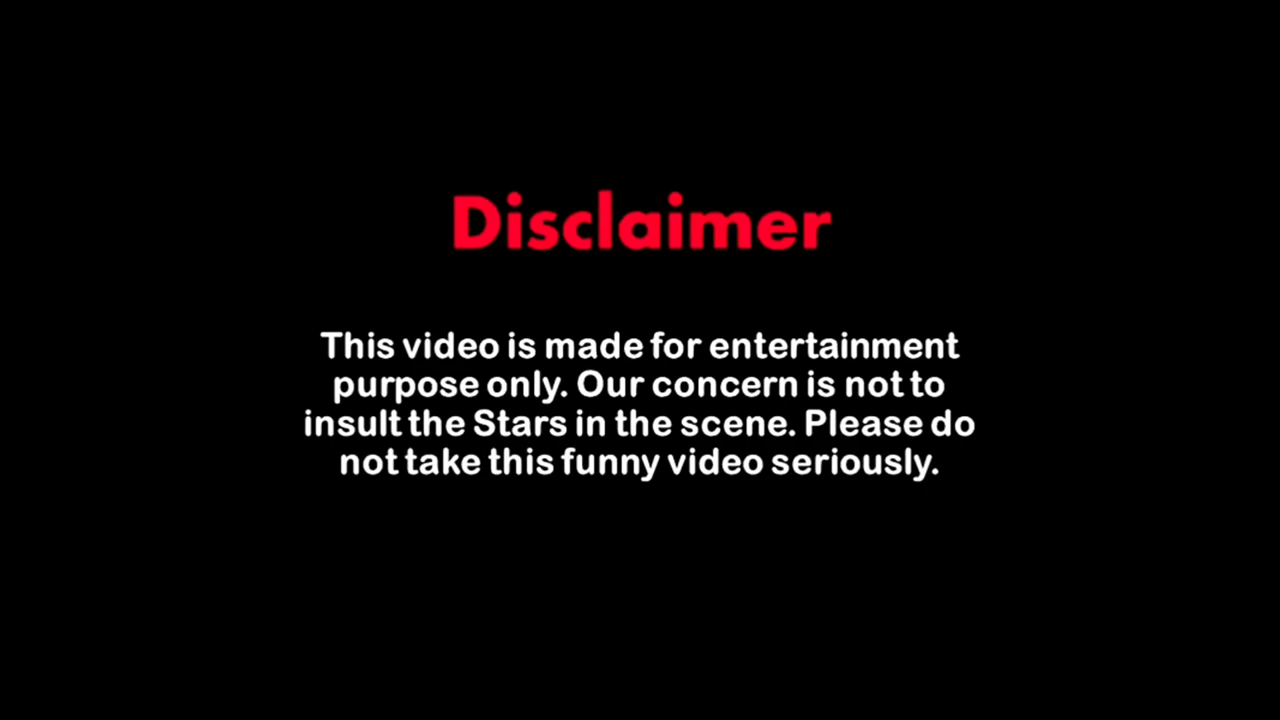 Disclaimer
This video is made for entertainment
purpose only. Our concern is not to
insult the Stars in the scene. Please do
not take this funny video seriously.